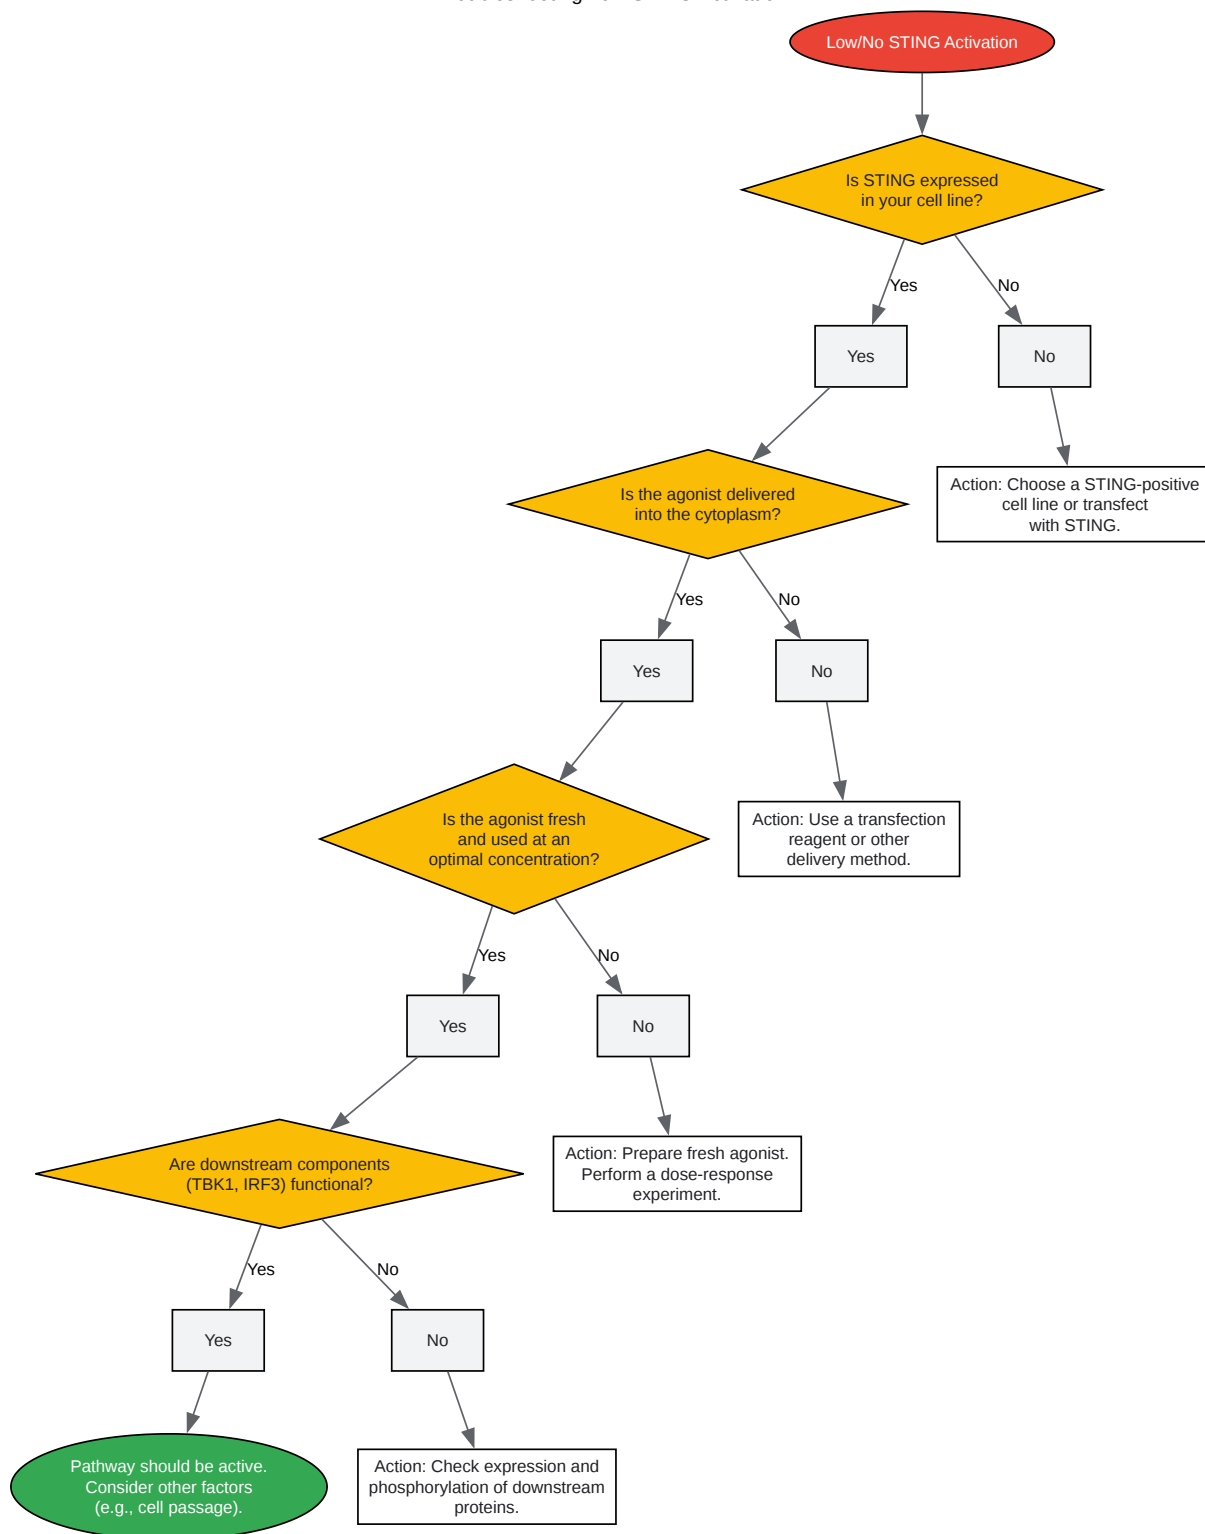 Low/No STING Activation
Is STING expressed
in your cell line?
Yes
No
Yes
No
Action: Choose a STING-positive
cell line or transfect
with STING.
Is the agonist delivered
into the cytoplasm?
Yes
No
Yes
No
Action: Use a transfection
reagent or other
delivery method.
Is the agonist fresh
and used at an
optimal concentration?
Yes
No
Yes
No
Action: Prepare fresh agonist.
Perform a dose-response
experiment.
Are downstream components
(TBK1, IRF3) functional?
Yes
No
Yes
No
Pathway should be active.
Consider other factors
(e.g., cell passage).
Action: Check expression and
phosphorylation of downstream
proteins.